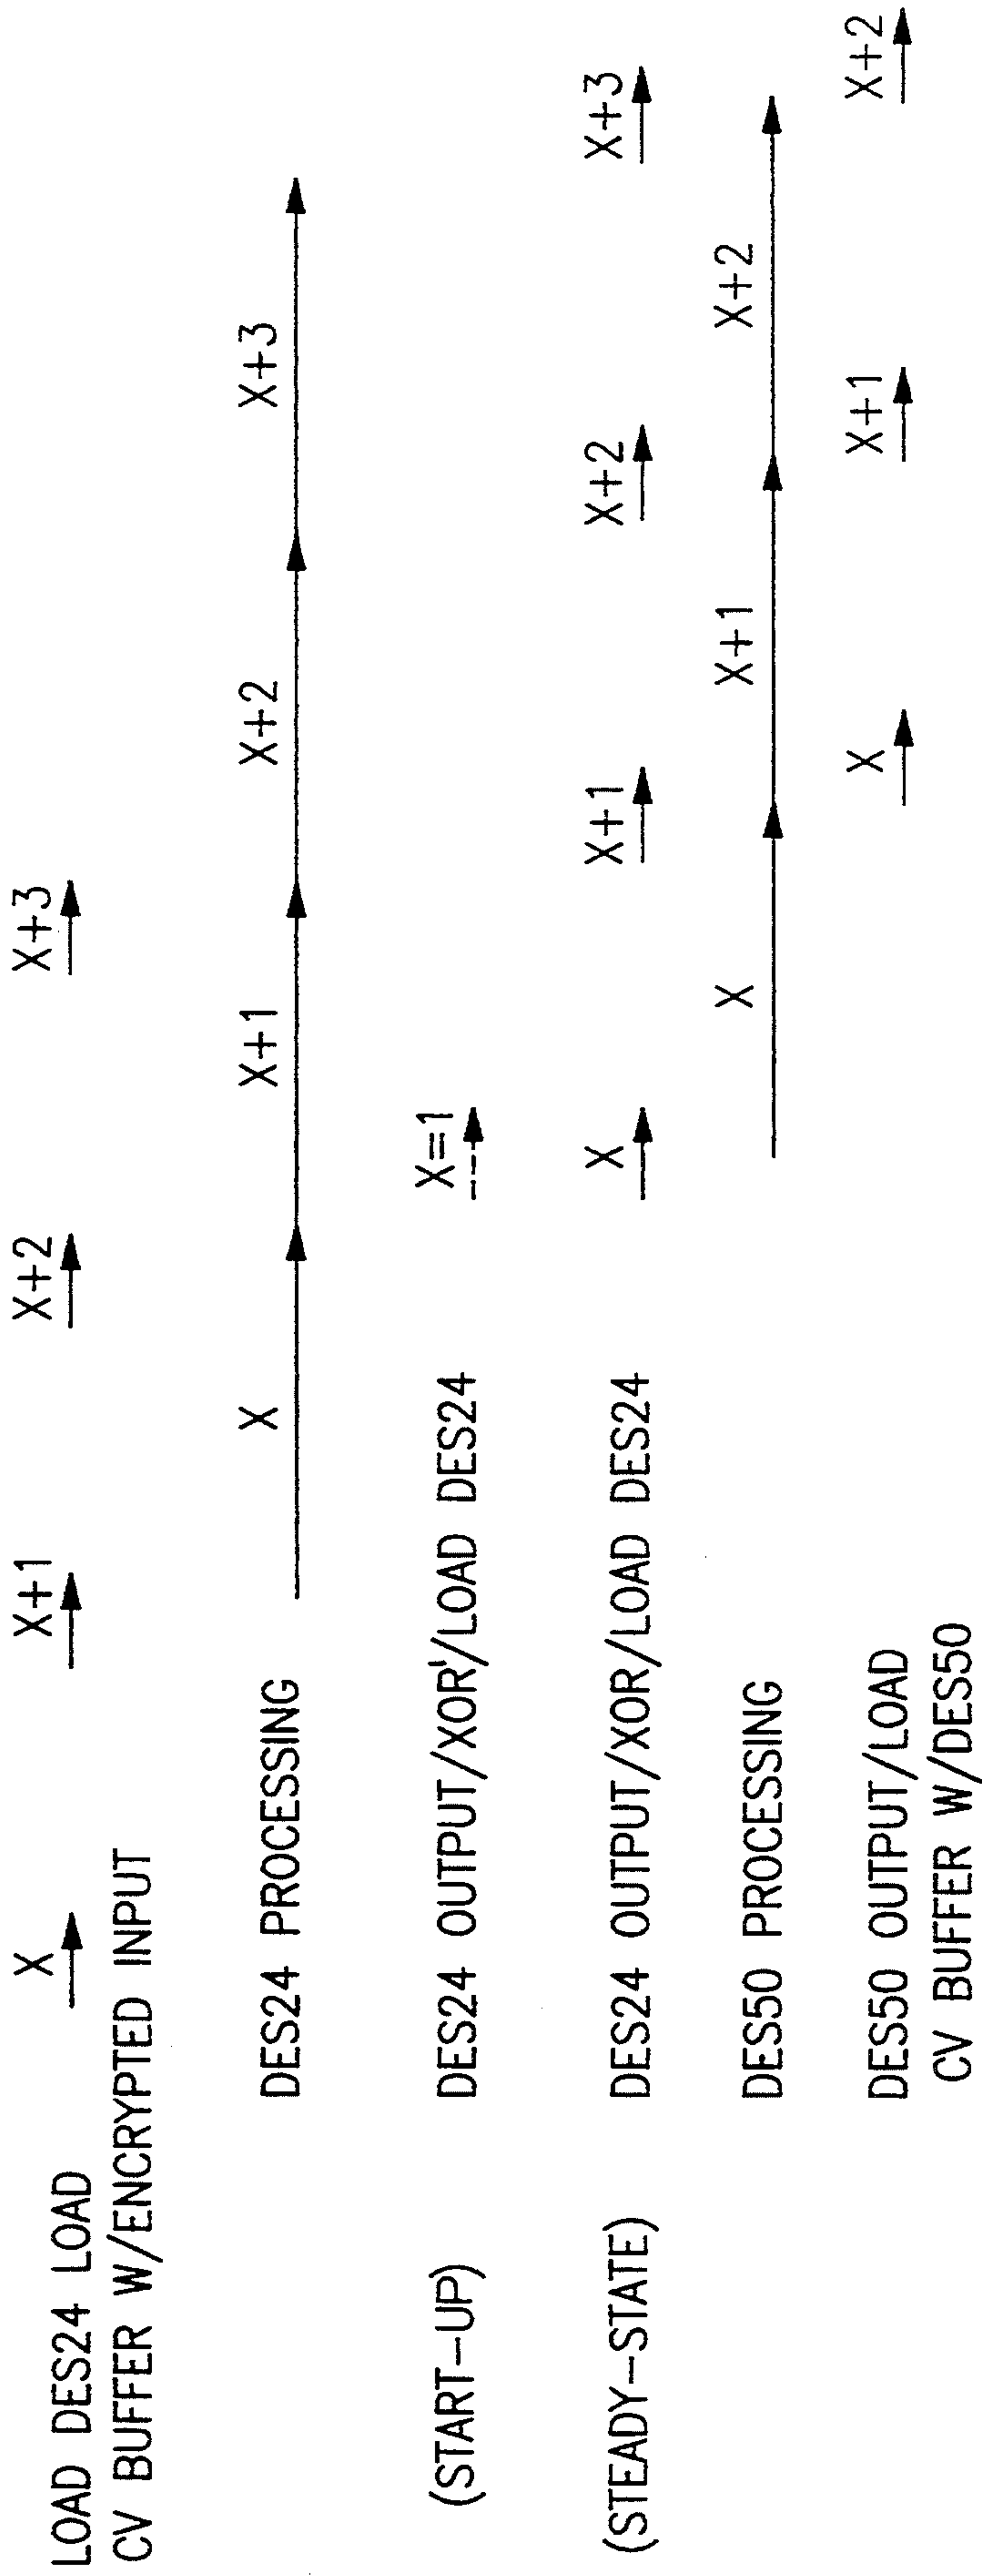 X X+1 X+2 X+3
LOAD DES24 LOAD
CV BUFFER W/ENCRYPTED INPUT
X X+1 X+2 X+3
DES24 PROCESSING
X=1
(START-UP) DES24 OUTPUT/XOR'/LOAD DES24
X X+1 X+2 X+3
(STEADY-STATE) DES24 OUTPUT/XOR/LOAD DES24
X X+1 X+2
DES50 PROCESSING
X X+1 X+2
DES50 OUTPUT/LOAD
CV BUFFER W/DES50